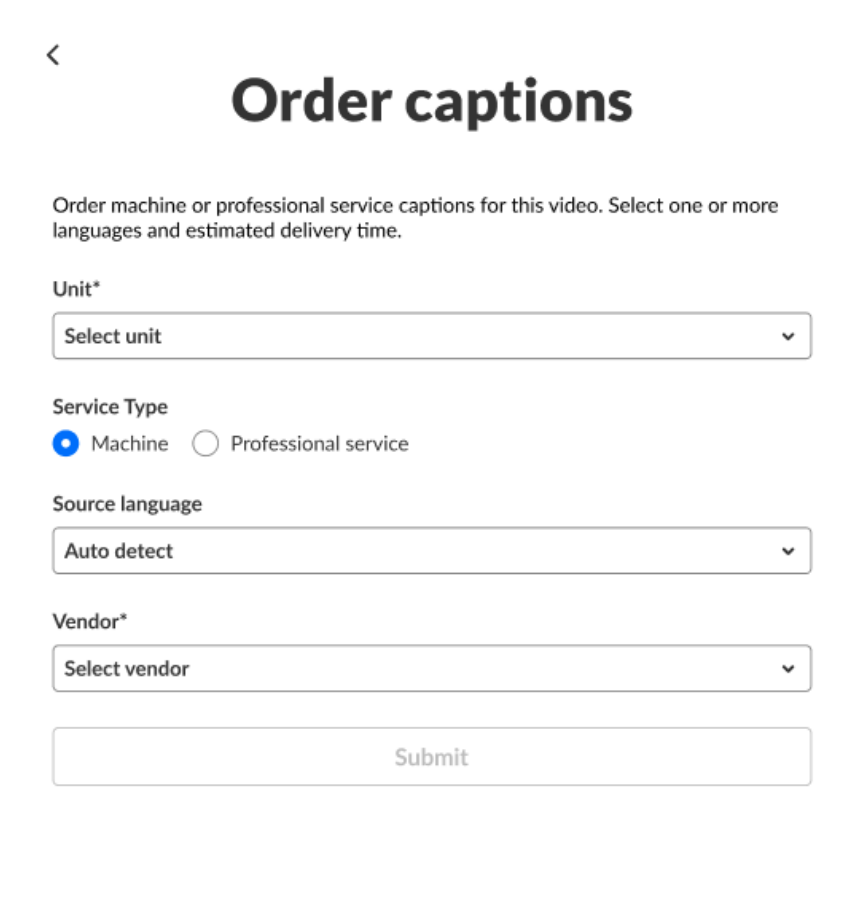 Order captions
Order machine or professional service captions for this video. Select one or more
languages and estimated delivery time.
Unit*
Select unit
Service Type
Machine Professional service
Source language
Auto detect
Vendor*
Select vendor
Submit